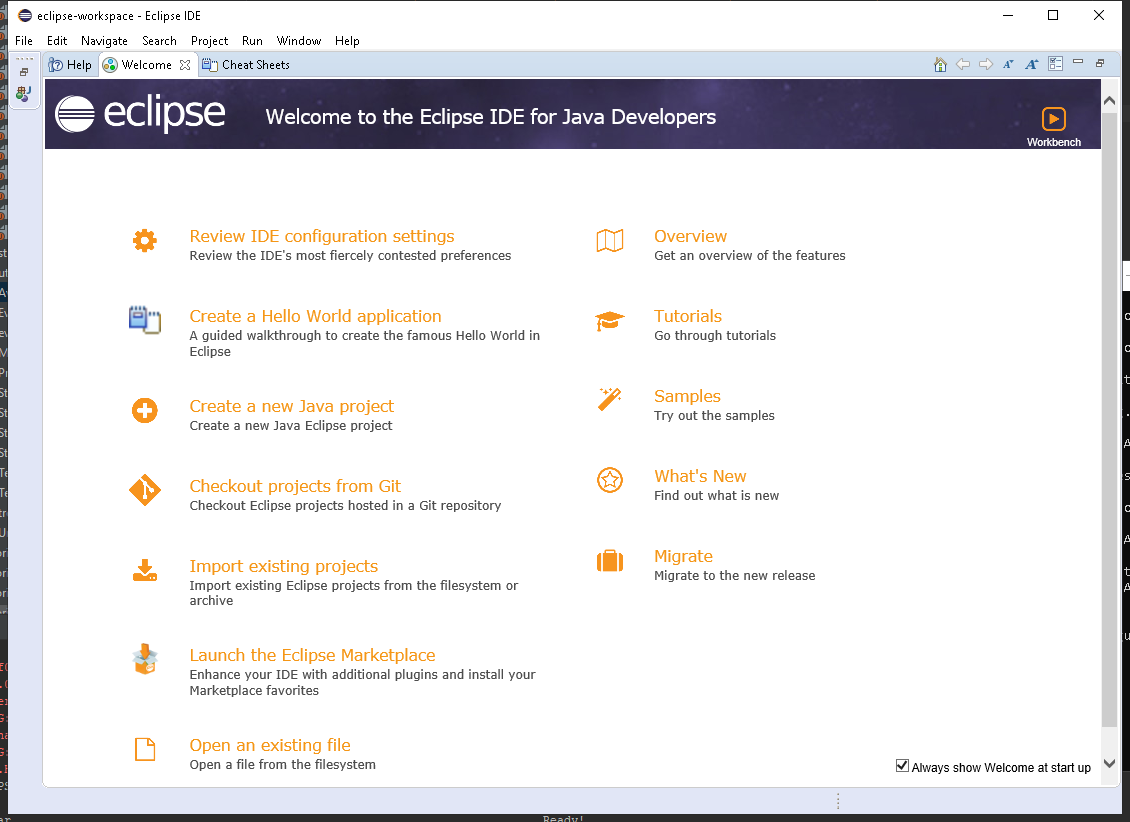 eclipse-workspace - Eclipse IDE
File Edit Navigate Search Project Run Window Help
Help Welcome Cheat Sheets
eclipse
Welcome to the Eclipse IDE for Java Developers
Workbench
Review IDE configuration settings
Review the IDE's most fiercely contested preferences
Create a Hello World application
A guided walkthrough to create the famous Hello World in
Eclipse
Create a new Java project
Create a new Java Eclipse project
Checkout projects from Git
Checkout Eclipse projects hosted in a Git repository
Import existing projects
Import existing Eclipse projects from the filesystem or
archive
Launch the Eclipse Marketplace
Enhance your IDE with additional plugins and install your
Marketplace favorites
Open an existing file
Open a file from the filesystem
Overview
Get an overview of the features
Tutorials
Go through tutorials
Samples
Try out the samples
What's New
Find out what is new
Migrate
Migrate to the new release
Always show Welcome at start up
Ready!